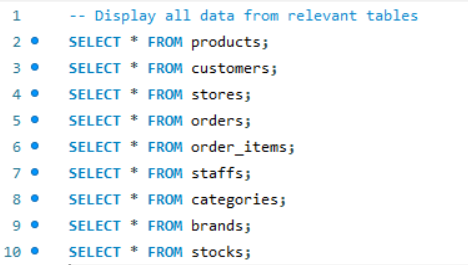 1 -- Display all data from relevant tables
2 SELECT * FROM products;
3 SELECT * FROM customers;
4 SELECT * FROM stores;
5 SELECT * FROM orders;
6 SELECT * FROM order_items;
7 SELECT * FROM staffs;
8 SELECT * FROM categories;
9 SELECT * FROM brands;
10 SELECT * FROM stocks;